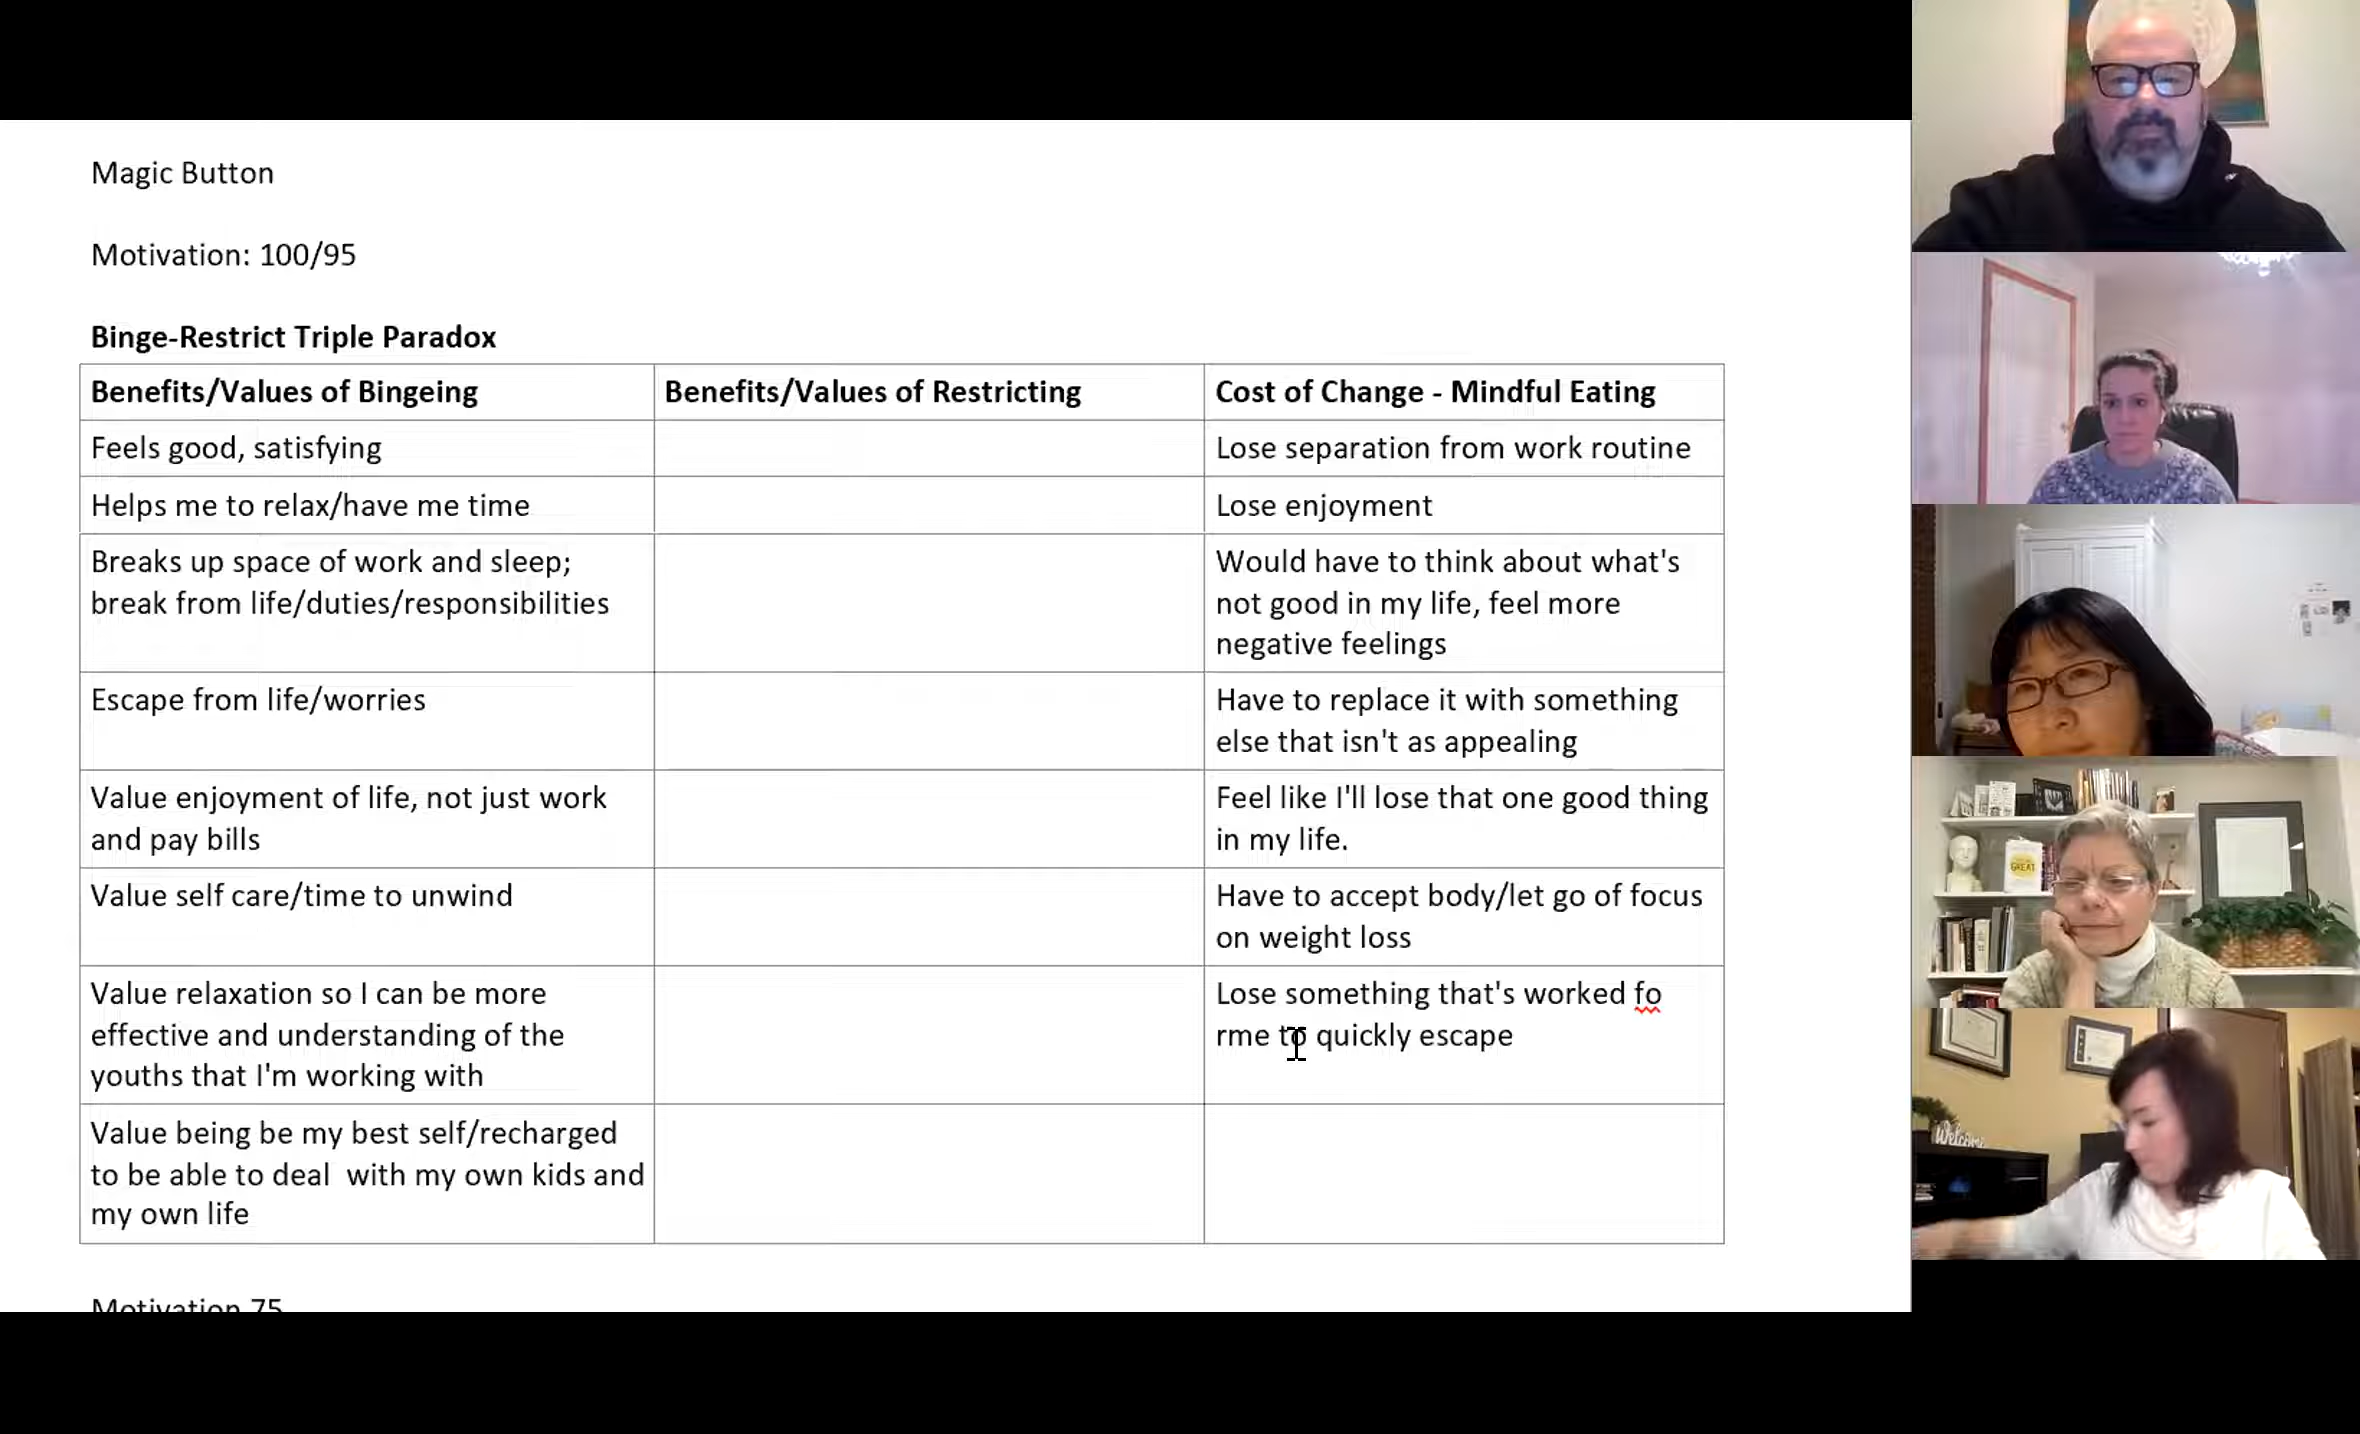 Magic Button
Motivation: 100/95
Binge-Restrict Triple Paradox
Benefits/Values of Bingeing
Benefits/Values of Restricting
Cost of Change - Mindful Eating
Feels good, satisfying
Lose separation from work routine
Helps me to relax/have me time
Lose enjoyment
Breaks up space of work and sleep;
break from life/duties/responsibilities
Would have to think about what's
not good in my life, feel more
negative feelings
Escape from life/worries
Have to replace it with something
else that isn't as appealing
Value enjoyment of life, not just work
and pay bills
Feel like I'll lose that one good thing
in my life.
Value self care/time to unwind
Have to accept body/let go of focus
on weight loss
Value relaxation so I can be more
effective and understanding of the
youths that I'm working with
Lose something that's worked fo
rme to quickly escape
Value being be my best self/recharged
to be able to deal  with my own kids and
my own life
Motivation 75
GREAT
Welcome